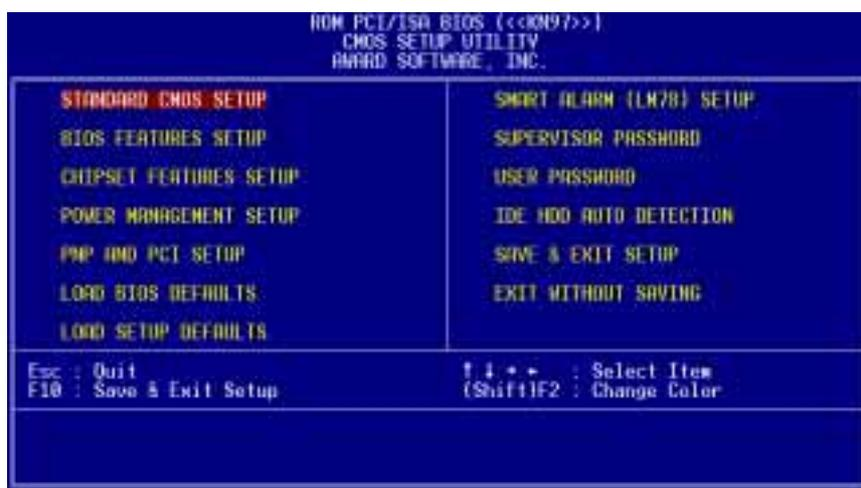 ROM PCI/ISA BIOS (<<KN97>>)
CMOS SETUP UTILITY
AWARD SOFTWARE, INC.
STANDARD CMOS SETUP
BIOS FEATURES SETUP
CHIPSET FEATURES SETUP
POWER MANAGEMENT SETUP
PNP AND PCI SETUP
LOAD BIOS DEFAULTS
LOAD SETUP DEFAULTS
SMART ALARM (LM78) SETUP
SUPERVISOR PASSWORD
USER PASSWORD
IDE HDD AUTO DETECTION
SAVE & EXIT SETUP
EXIT WITHOUT SAVING
Esc : Quit
F10 : Save & Exit Setup
↑ ↓ → ← : Select Item
(Shift)F2 : Change Color